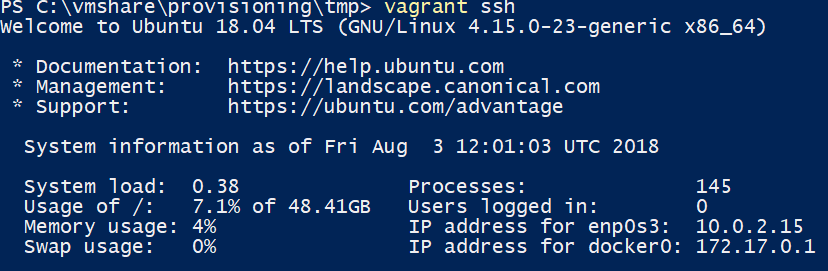 PS C:\vmshare\provisioning\tmp> vagrant ssh
Welcome to Ubuntu 18.04 LTS (GNU/Linux 4.15.0-23-generic x86_64)
* Documentation: https://help.ubuntu.com
* Management: https://landscape.canonical.com
* Support: https://ubuntu.com/advantage
System information as of Fri Aug 3 12:01:03 UTC 2018
System load: 0.38 Processes: 145
Usage of /: 7.1% of 48.41GB Users logged in: 0
Memory usage: 4% IP address for enp0s3: 10.0.2.15
Swap usage: 0% IP address for docker0: 172.17.0.1